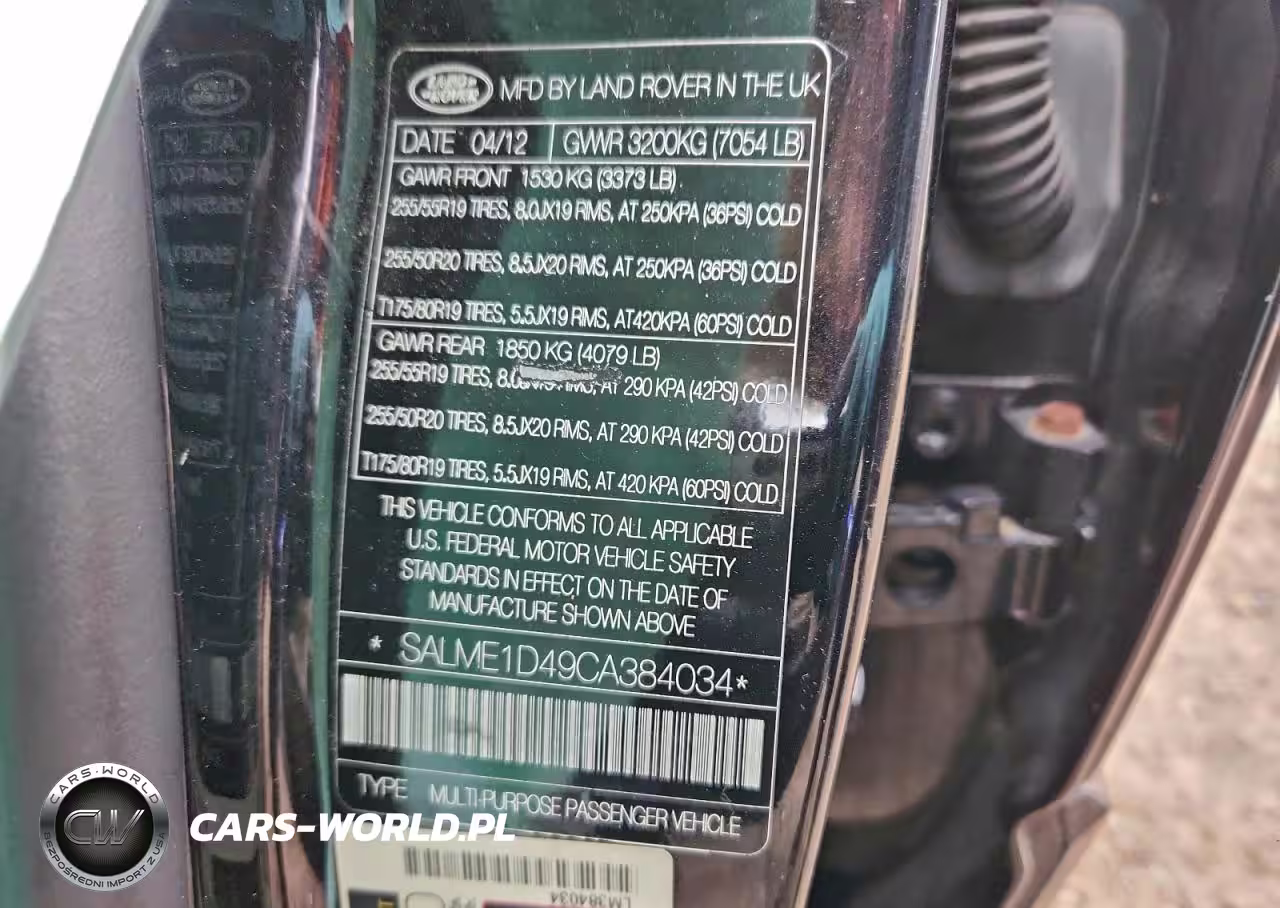 LAND ROVER
MFD BY LAND ROVER IN THE UK
DATE 04/12 GWR 3200KG (7054 LB)
GAWR FRONT 1530 KG (3373 LB)
255/55R19 TIRES, 8.0JX19 RIMS, AT 250KPA (36PSI) COLD
255/50R20 TIRES, 8.5JX20 RIMS, AT 250KPA (36PSI) COLD
T175/80R19 TIRES, 5.5JX19 RIMS, AT420KPA (60PSI) COLD
GAWR REAR 1850 KG (4079 LB)
255/55R19 TIRES, AT 290 KPA (42PSI) COLD
255/50R20 TIRES, 8.5JX20 RIMS, AT 290 KPA (42PSI) COLD
T175/80R19 TIRES, 5.5JX19 RIMS, AT 420 KPA (60PSI) COLD
THIS VEHICLE CONFORMS TO ALL APPLICABLE
U.S. FEDERAL MOTOR VEHICLE SAFETY
STANDARDS IN EFFECT ON THE DATE OF
MANUFACTURE SHOWN ABOVE
* SALME1D49CA384034*
TYPE MULTI-PURPOSE PASSENGER VEHICLE
LM384034
CARS-WORLD
CW
BEZPOŚREDNI IMPORT Z USA
CARS-WORLD.PL